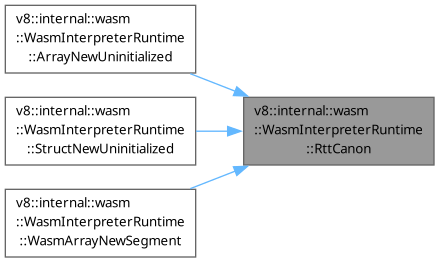 v8::internal::wasm
::WasmInterpreterRuntime
::ArrayNewUninitialized
v8::internal::wasm
::WasmInterpreterRuntime
::StructNewUninitialized
v8::internal::wasm
::WasmInterpreterRuntime
::WasmArrayNewSegment
v8::internal::wasm
::WasmInterpreterRuntime
::RttCanon